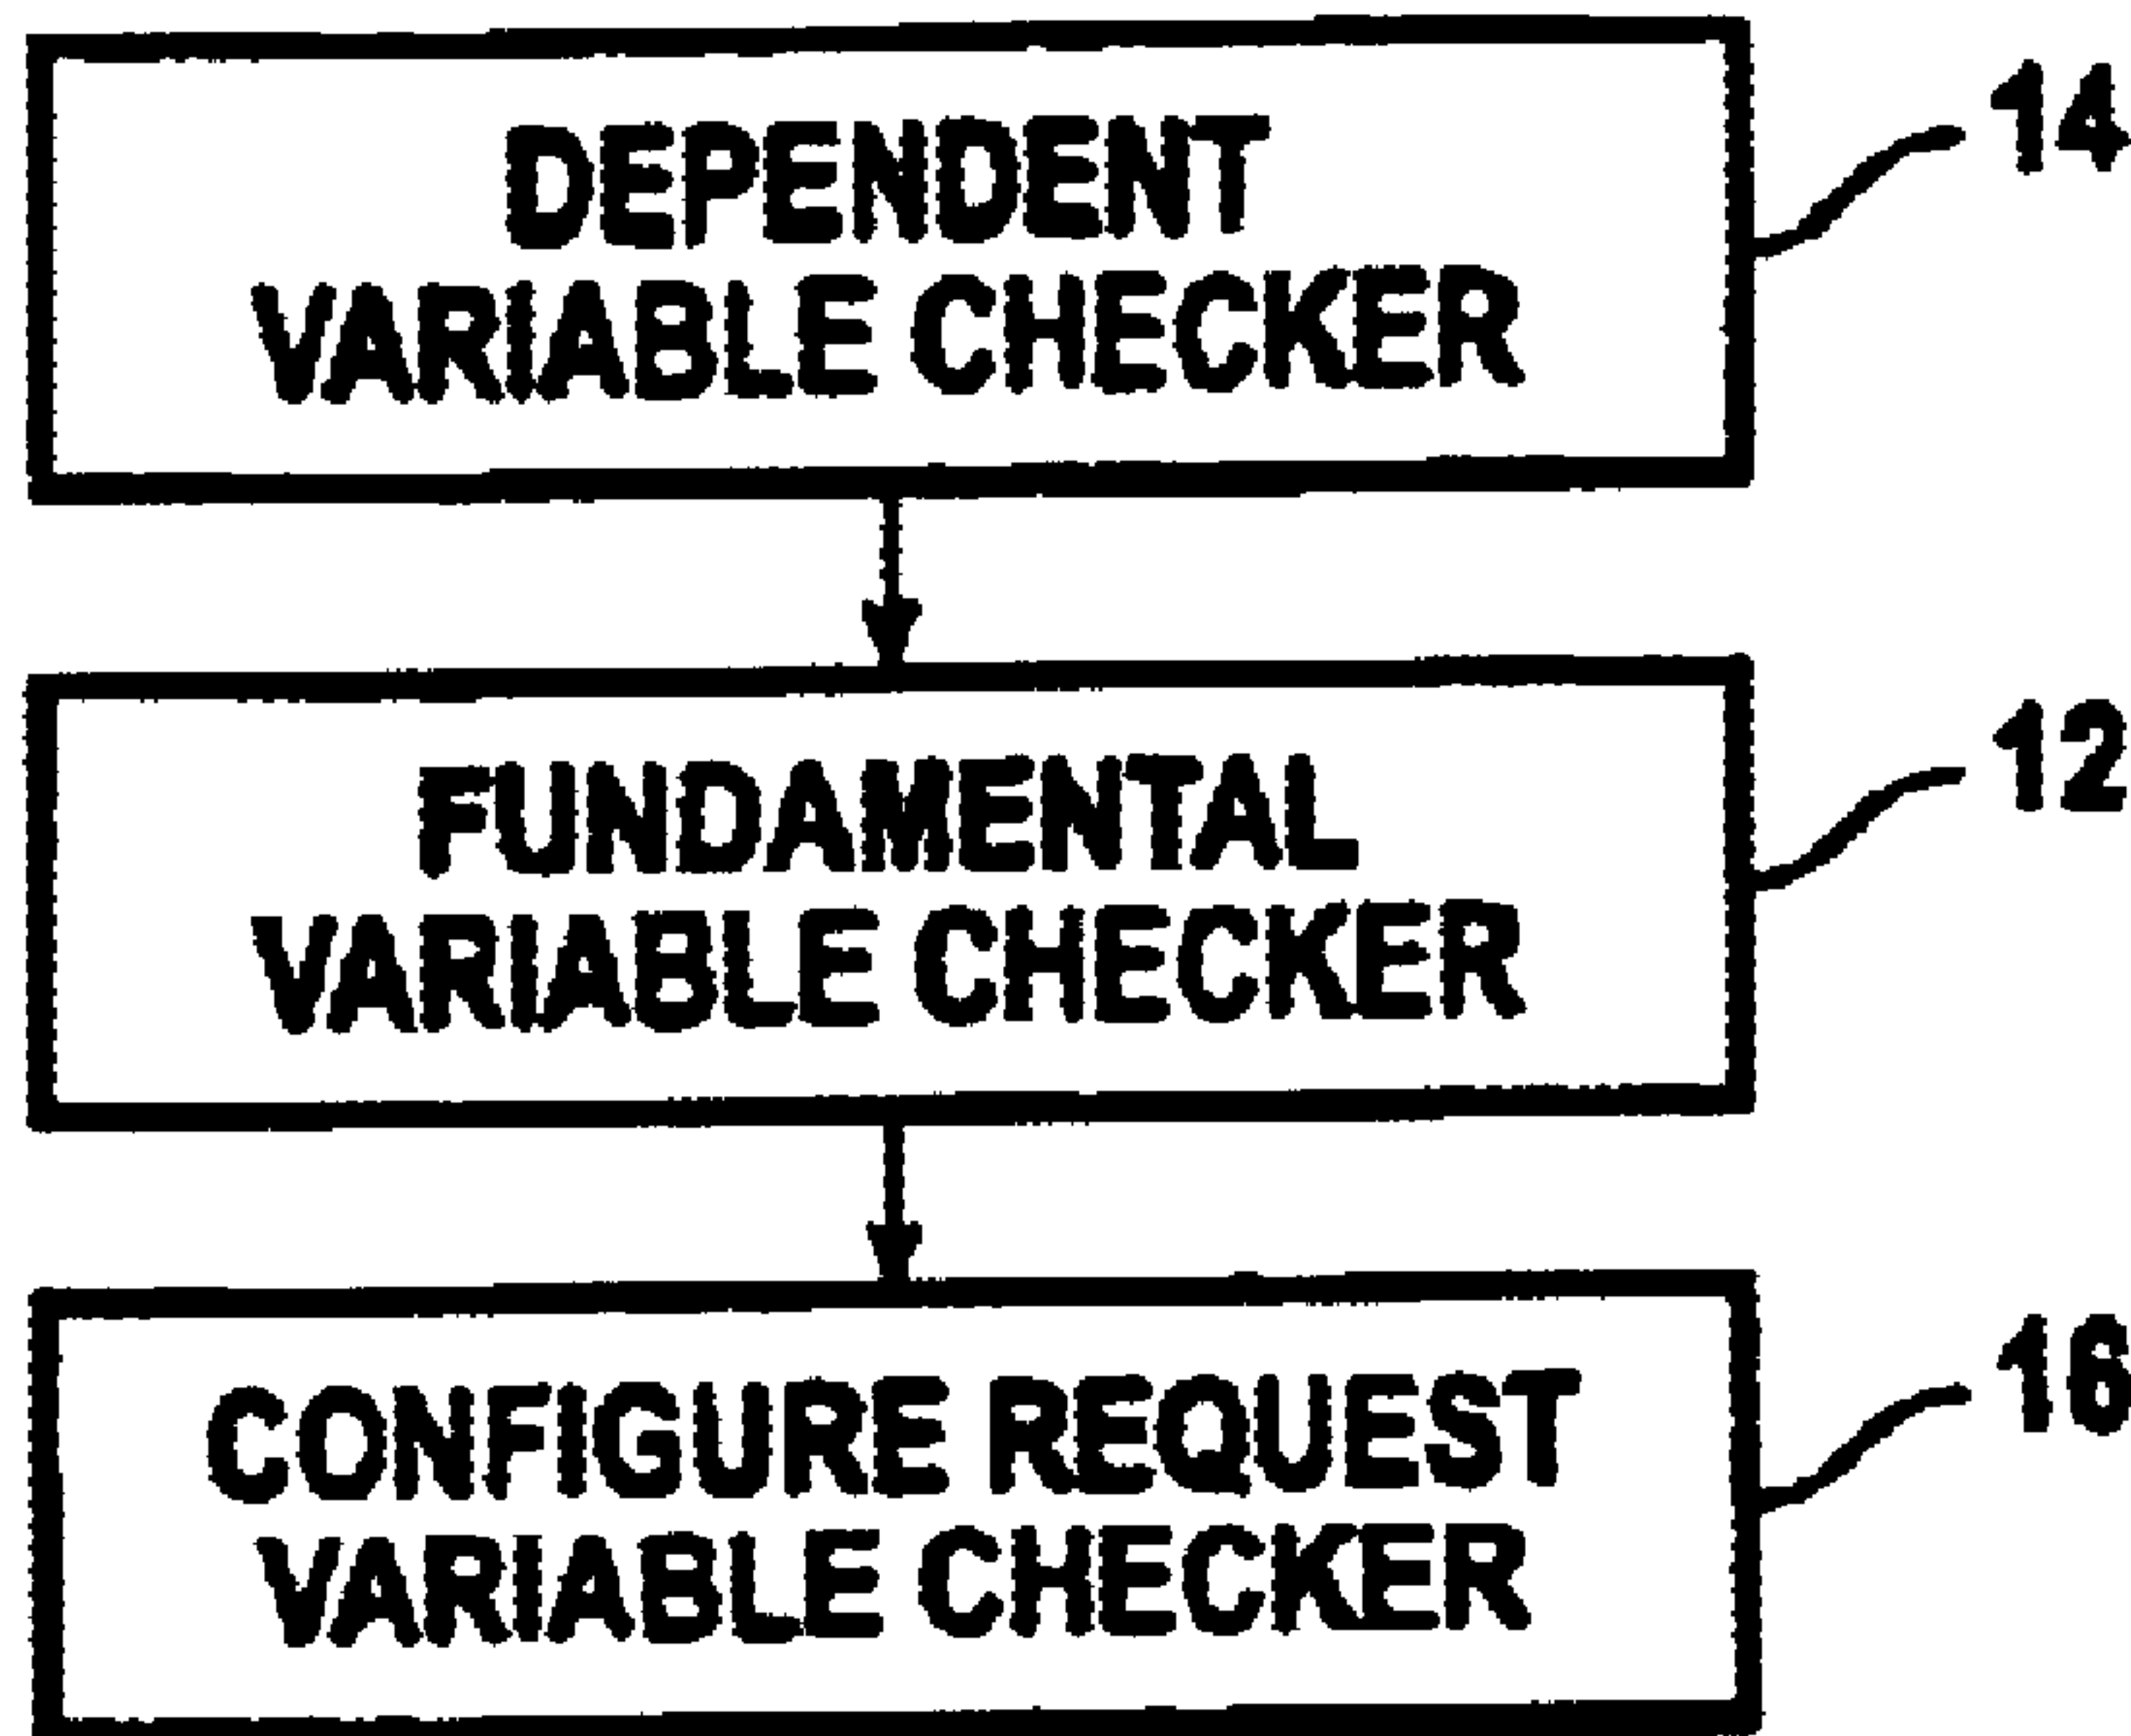 DEPENDENT
VARIABLE CHECKER
14
FUNDAMENTAL
VARIABLE CHECKER
12
CONFIGURE REQUEST
VARIABLE CHECKER
16